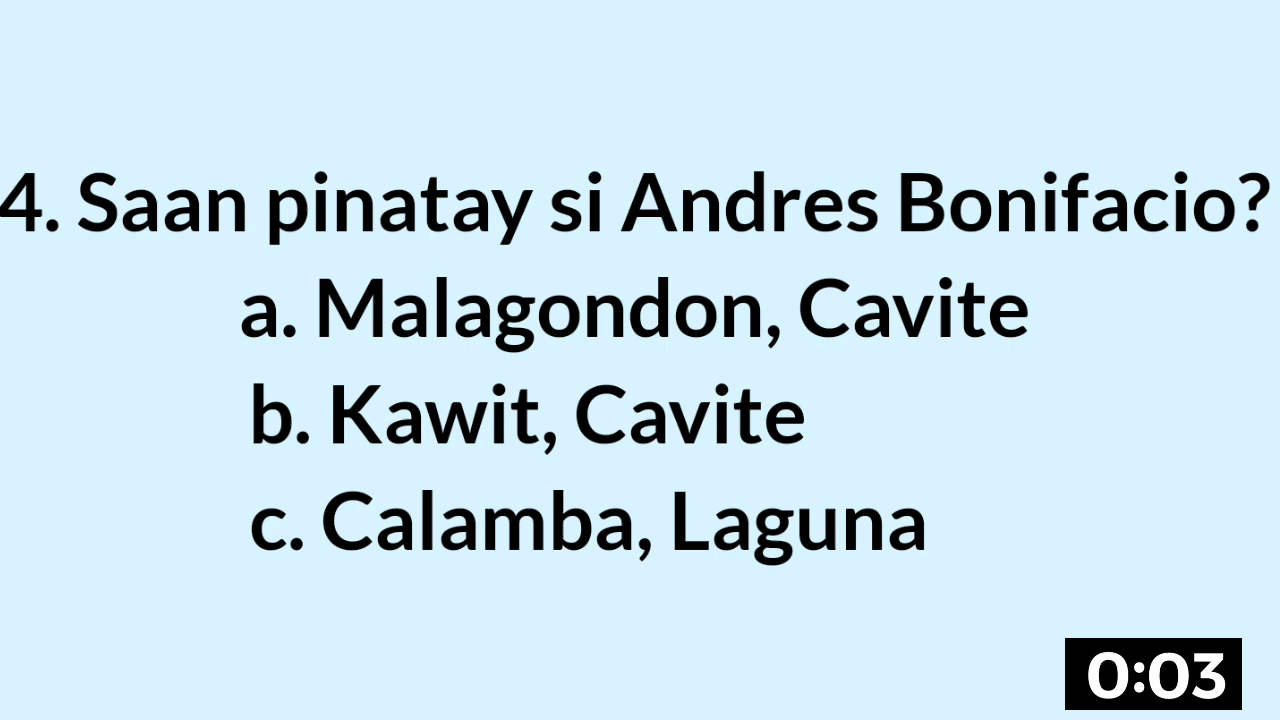 4. Saan pinatay si Andres Bonifacio?
a. Malagondon, Cavite
b. Kawit, Cavite
c. Calamba, Laguna
0:03